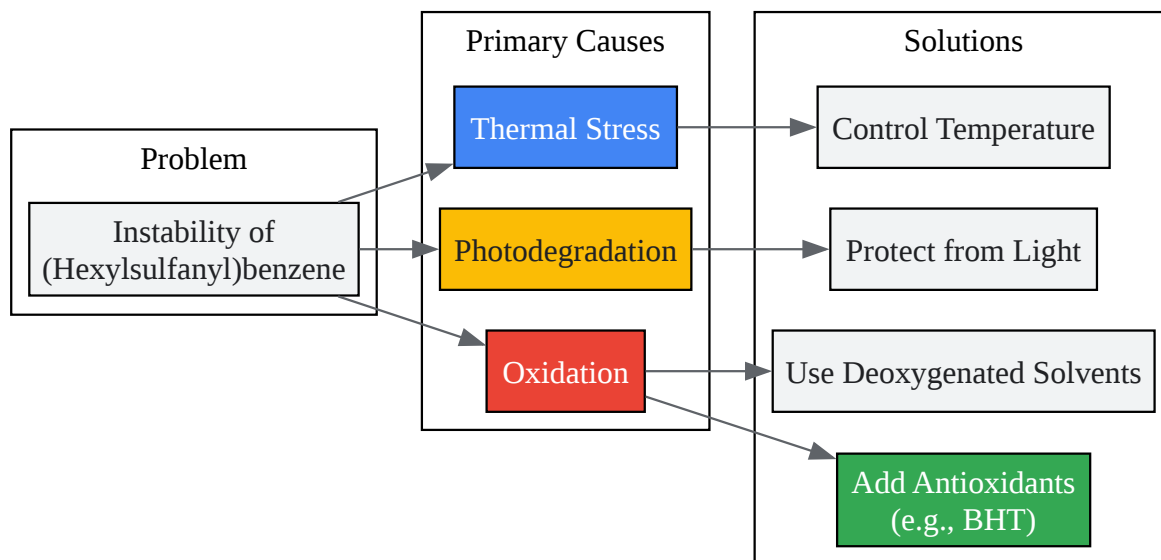 Problem
Instability of
(Hexylsulfanyl)benzene
Primary Causes
Thermal Stress
Photodegradation
Oxidation
Solutions
Control Temperature
Protect from Light
Use Deoxygenated Solvents
Add Antioxidants
(e.g., BHT)